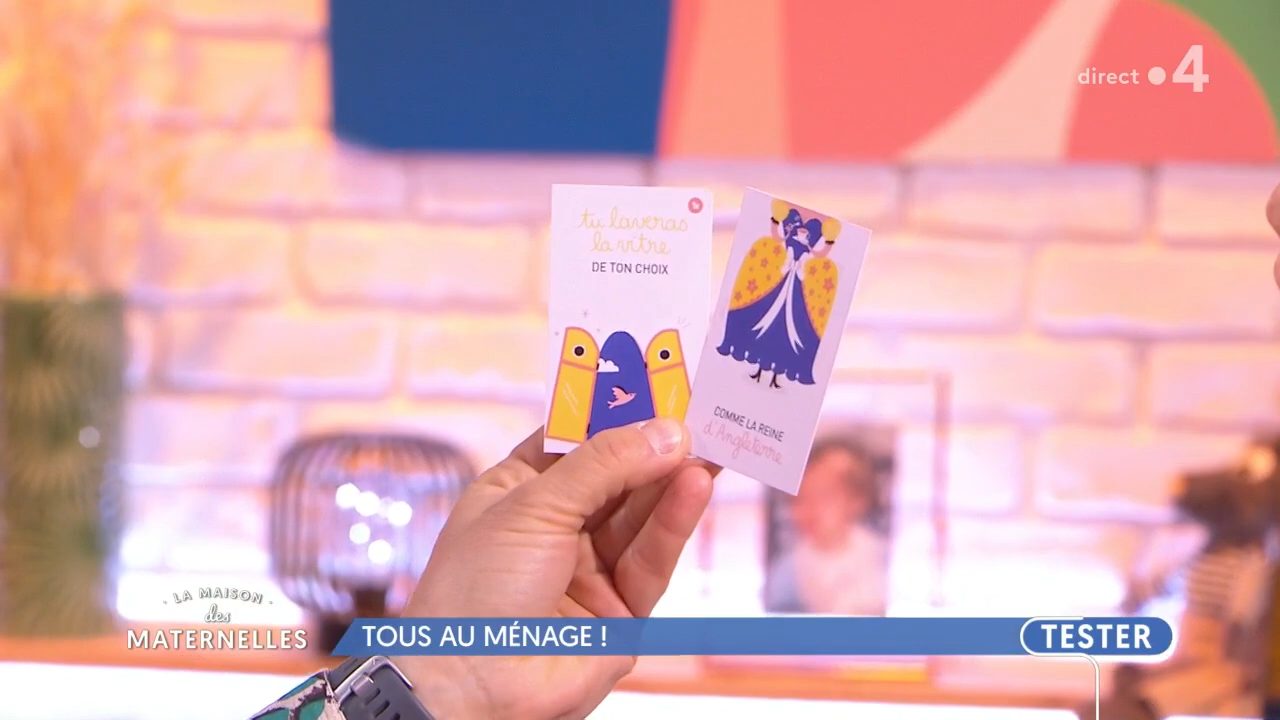 direct 4
tu laveras
la vitre
DE TON CHOIX
COMME LA REINE
d'Angleterre
· LA MAISON ·
des
MATERNELLES
TOUS AU MÉNAGE !
TESTER